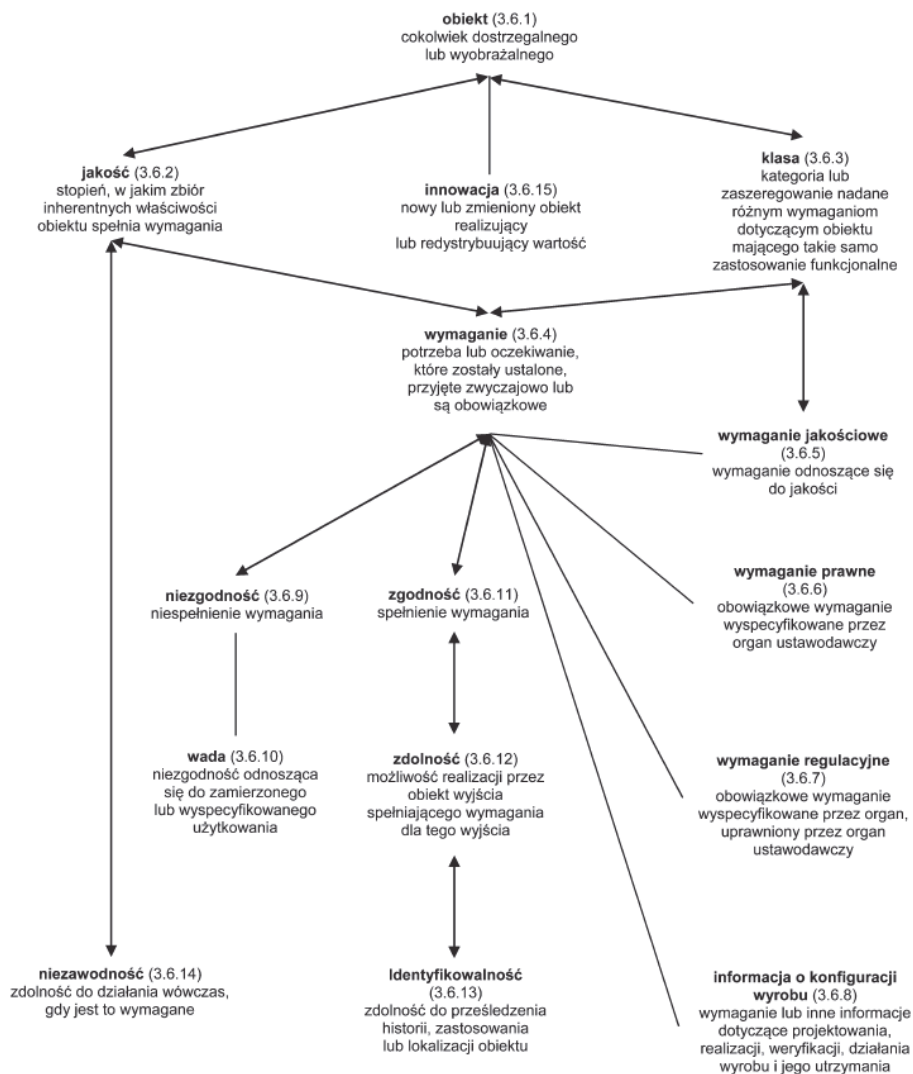 obiekt (3.6.1)
cokolwiek dostrzegalnego
lub wyobrażalnego
jakość (3.6.2)
stopień, w jakim zbiór
inherentnych właściwości
obiektu spełnia wymagania
innowacja (3.6.15)
nowy lub zmieniony obiekt
realizujący
lub redystrybuujący wartość
klasa (3.6.3)
kategoria lub
zaszeregowanie nadane
różnym wymaganiom
dotyczącym obiektu
mającego takie samo
zastosowanie funkcjonalne
wymaganie (3.6.4)
potrzeba lub oczekiwanie,
które zostały ustalone,
przyjęte zwyczajowo lub
są obowiązkowe
wymaganie jakościowe
(3.6.5)
wymaganie odnoszące się
do jakości
niezgodność (3.6.9)
niespełnienie wymagania
zgodność (3.6.11)
spełnienie wymagania
wymaganie prawne
(3.6.6)
obowiązkowe wymaganie
wyspecyfikowane przez
organ ustawodawczy
wada (3.6.10)
niezgodność odnosząca
się do zamierzonego
lub wyspecyfikowanego
użytkowania
zdolność (3.6.12)
możliwość realizacji przez
obiekt wyjścia
spełniającego wymagania
dla tego wyjścia
wymaganie regulacyjne
(3.6.7)
obowiązkowe wymaganie
wyspecyfikowane przez organ,
uprawniony przez organ
ustawodawczy
niezawodność (3.6.14)
zdolność do działania wówczas,
gdy jest to wymagane
Identyfikowalność
(3.6.13)
zdolność do prześledzenia
historii, zastosowania
lub lokalizacji obiektu
informacja o konfiguracji
wyrobu (3.6.8)
wymaganie lub inne informacje
dotyczące projektowania,
realizacji, weryfikacji, działania
wyrobu i jego utrzymania